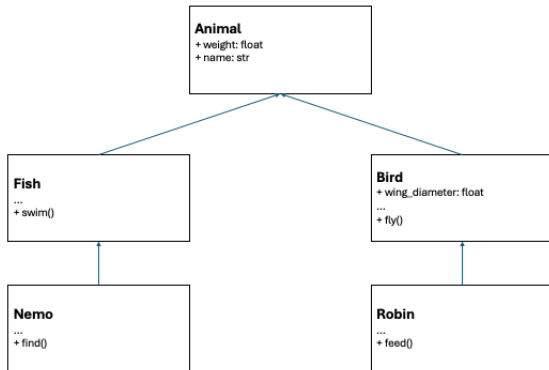 Animal
+ weight: float
+ name: str
Fish
...
+ swim()
Bird
+ wing_diameter: float
...
+ fly()
Nemo
...
+ find()
Robin
...
+ feed()